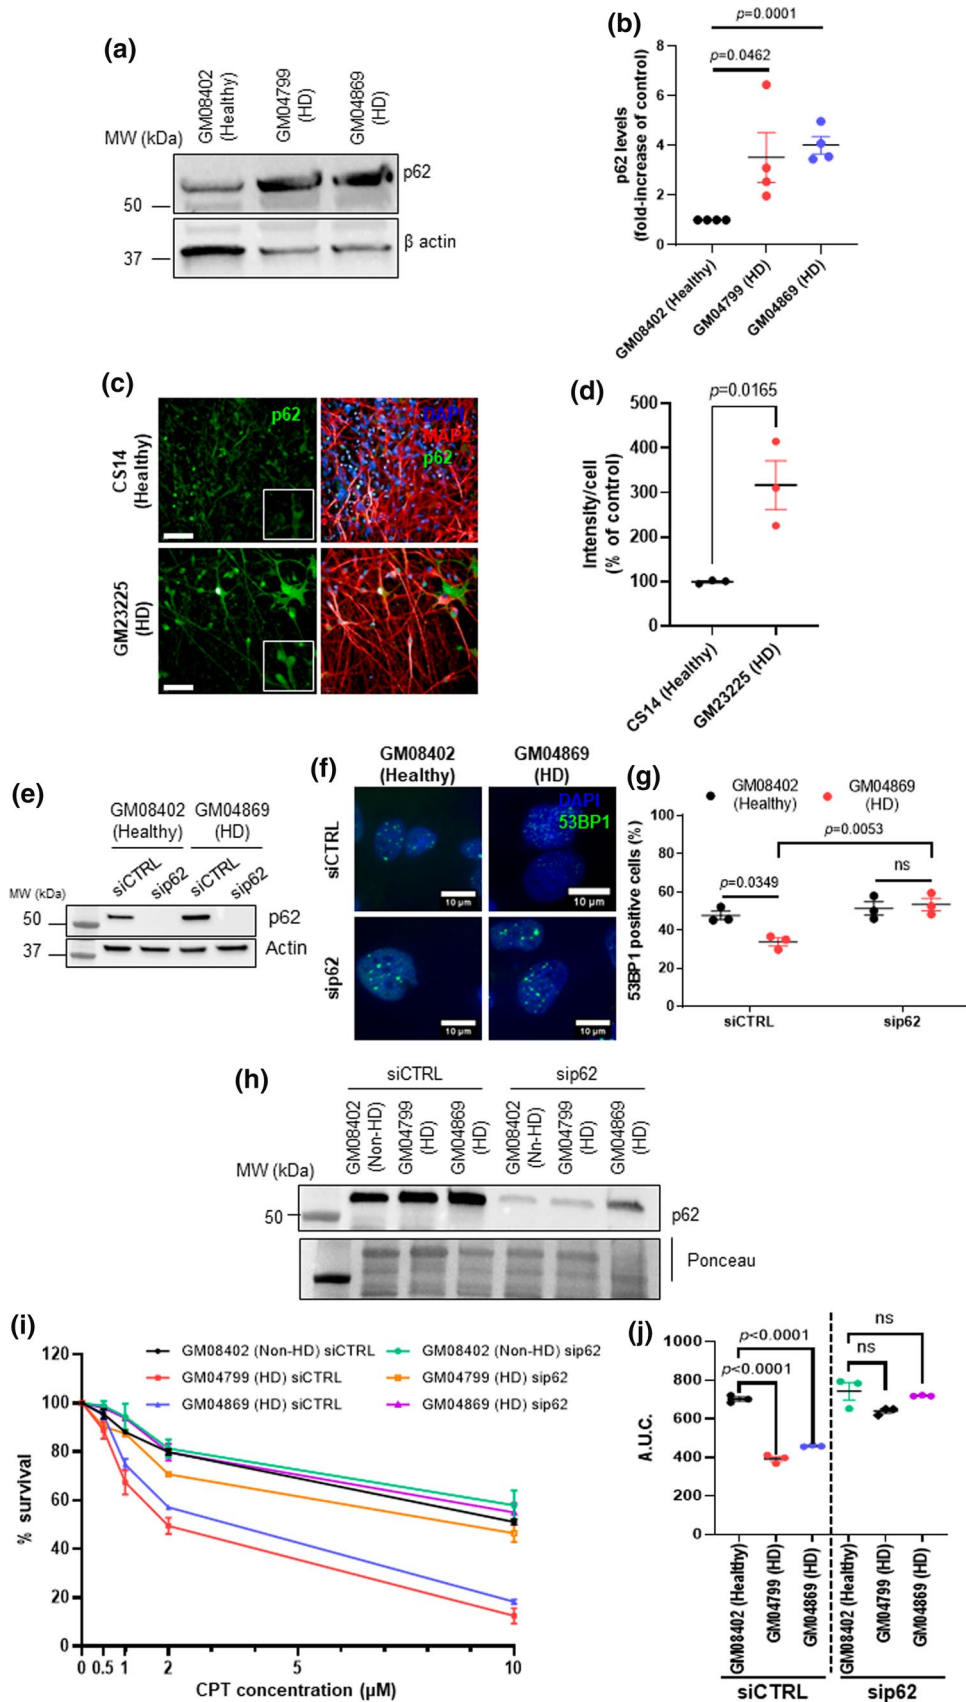 (a)
GM08402
(Healthy)
GM04799
(HD)
GM04869
(HD)
MW (kDa)
p62
50
β actin
37
(b)
p=0.0001
p=0.0462
p62 levels
(fold-increase of control)
8
6
4
2
0
GM08402 (Healthy)
GM04799 (HD)
GM04869 (HD)
(c)
CS14
(Healthy)
GM23225
(HD)
p62
DAPI
MAP2
p62
(d)
p=0.0165
Intensity/cell
(% of control)
500
400
300
200
100
0
CS14 (Healthy)
GM23225 (HD)
(e)
GM08402
(Healthy)
GM04869
(HD)
siCTRL
sip62
siCTRL
sip62
MW (kDa)
50
p62
37
Actin
(f)
GM08402
(Healthy)
GM04869
(HD)
siCTRL
sip62
DAPI
53BP1
10 µm
10 µm
10 µm
10 µm
(g)
GM08402
(Healthy)
GM04869
(HD)
53BP1 positive cells (%)
100
80
60
40
20
0
p=0.0053
p=0.0349
ns
siCTRL
sip62
(h)
siCTRL
sip62
GM08402
(Non-HD)
GM04799
(HD)
GM04869
(HD)
GM08402
(Nn-HD)
GM04799
(HD)
GM04869
(HD)
MW (kDa)
50
p62
Ponceau
(i)
GM08402 (Non-HD) siCTRL
GM04799 (HD) siCTRL
GM04869 (HD) siCTRL
GM08402 (Non-HD) sip62
GM04799 (HD) sip62
GM04869 (HD) sip62
% survival
120
100
80
60
40
20
0
0
0.5
1
2
5
10
CPT concentration (µM)
(j)
A.U.C.
1000
800
600
400
200
0
p<0.0001
p<0.0001
ns
ns
GM08402 (Healthy)
GM04799 (HD)
GM04869 (HD)
GM08402 (Healthy)
GM04799 (HD)
GM04869 (HD)
siCTRL
sip62